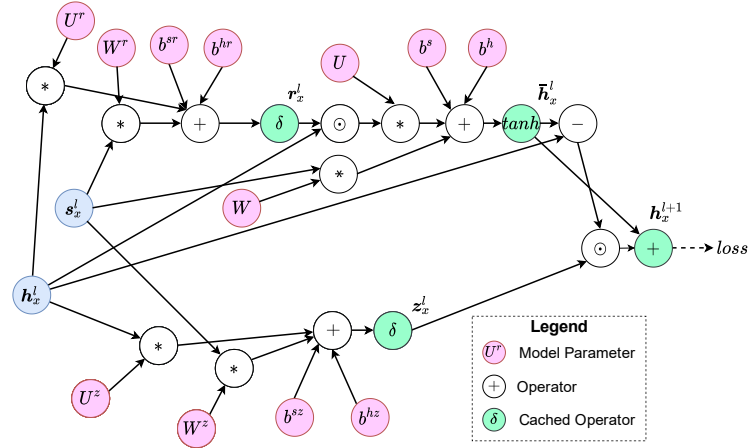 U^r
W^r b^{sr} b^{hr} U b^s b^h
*
r_x^l \bar{h}_x^l
* + δ ⊙ * + tanh −
*
s_x^l W h_x^{l+1}
⊙ + loss
h_x^l z_x^l
* + δ
*
U^z W^z b^{sz} b^{hz}
Legend
U^r Model Parameter
+ Operator
δ Cached Operator